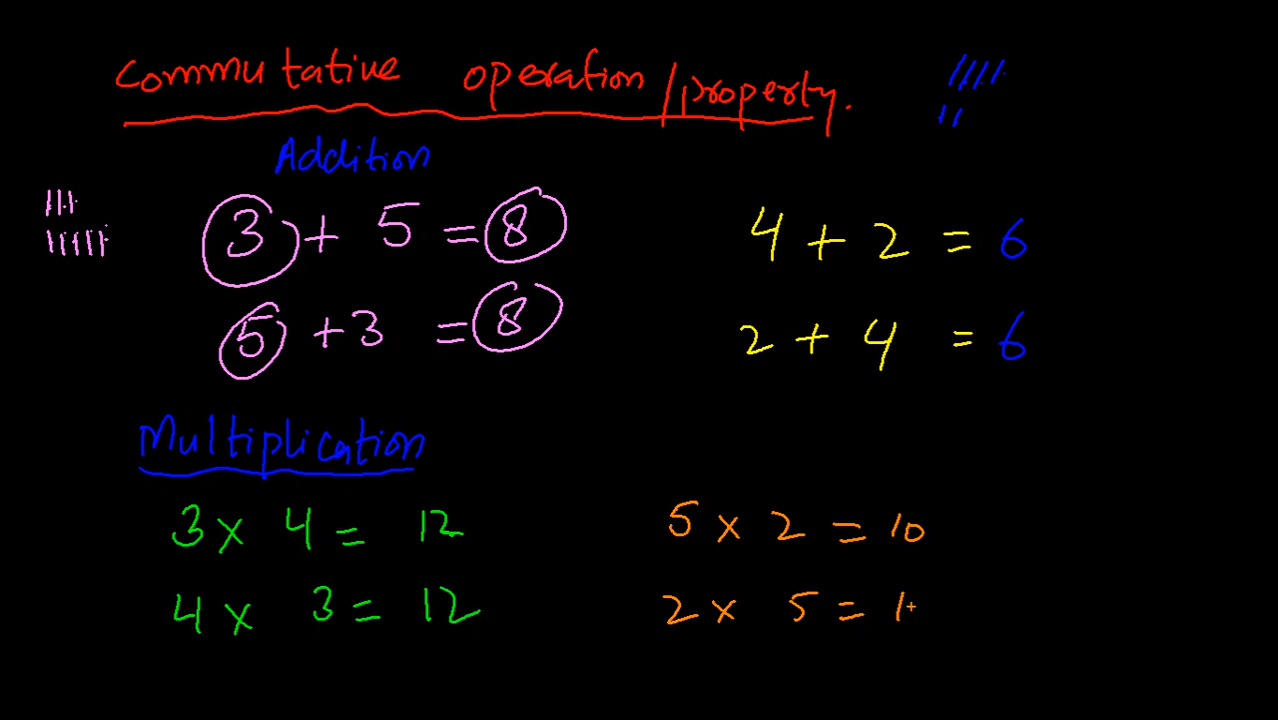 Commutative operation/property.
Addition
3 + 5 = 8
4 + 2 = 6
5 + 3 = 8
2 + 4 = 6
Multiplication
3 x 4 = 12
5 x 2 = 10
4 x 3 = 12
2 x 5 = 1